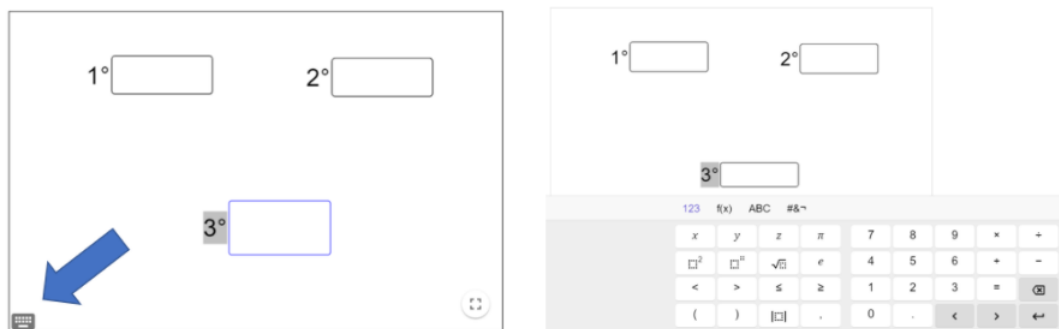 1°
2°
3°
1°
2°
3°
123 f(x) ABC #&¬
x y z π 7 8 9 × ÷
□² □ⁿ √□ e 4 5 6 + −
< > ≤ ≥ 1 2 3 =
( ) |□| , 0 . < >